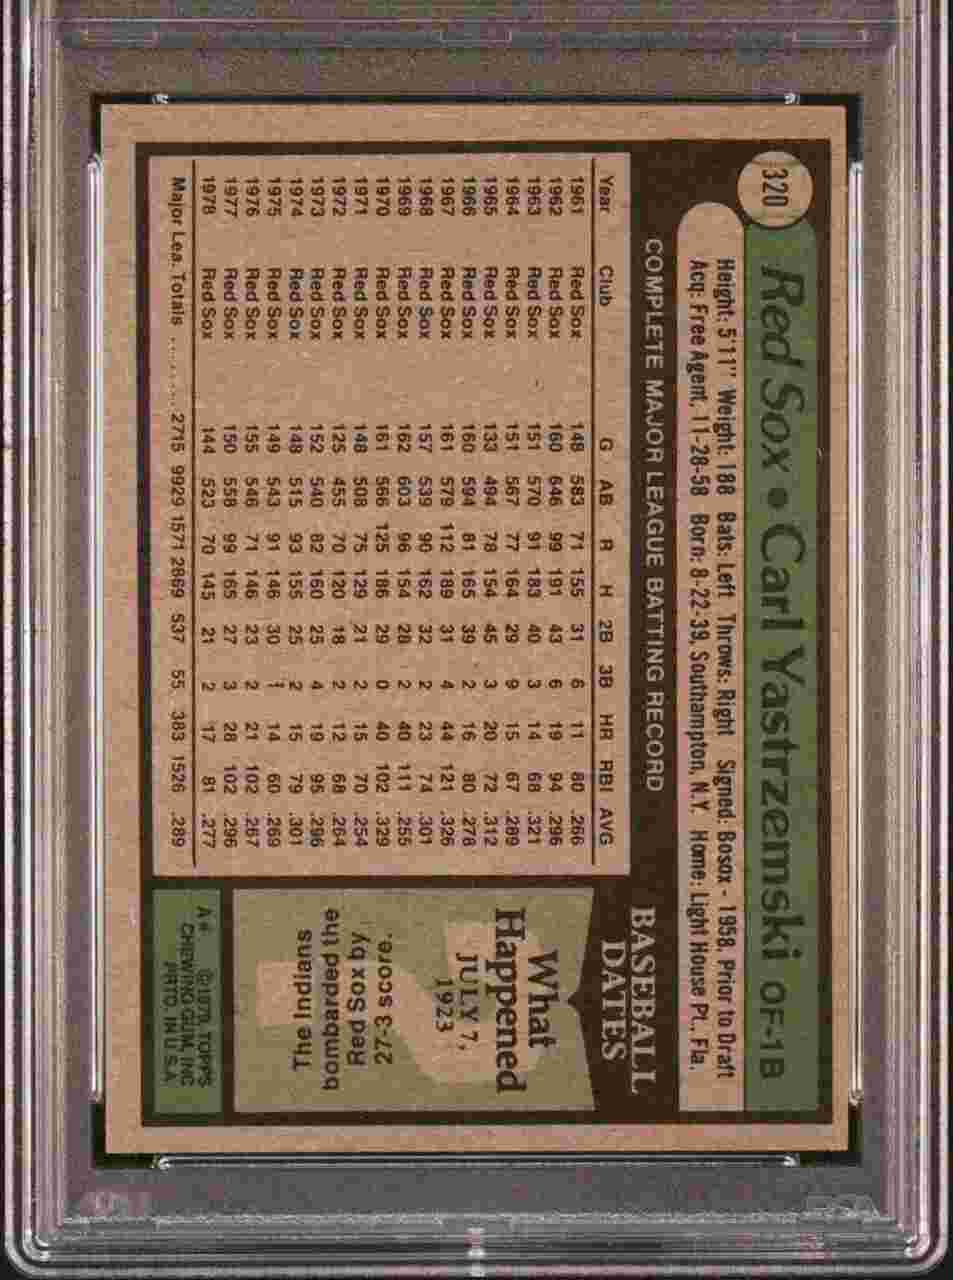 320
Red Sox • Carl Yastrzemski OF-1B
Height: 5'11" Weight: 188 Bats: Left Throws: Right Signed: Bosox - 1958, Prior to Draft
Acq: Free Agent, 11-28-58 Born: 8-22-39, Southampton, N.Y. Home: Light House Pt., Fla.
COMPLETE MAJOR LEAGUE BATTING RECORD
Year Club G AB R H 2B 3B HR RBI AVG
1961 Red Sox 148 583 71 155 31 6 11 80 .266
1962 Red Sox 160 646 99 191 43 6 19 94 .296
1963 Red Sox 151 570 91 183 40 3 14 68 .321
1964 Red Sox 151 567 77 164 29 9 15 67 .289
1965 Red Sox 133 494 78 154 45 3 20 72 .312
1966 Red Sox 160 594 81 165 39 2 16 80 .278
1967 Red Sox 161 579 112 189 31 4 44 121 .326
1968 Red Sox 157 539 90 162 32 2 23 74 .301
1969 Red Sox 162 603 96 154 28 2 40 111 .255
1970 Red Sox 161 566 125 186 29 0 40 102 .329
1971 Red Sox 148 508 75 129 21 2 15 70 .254
1972 Red Sox 125 455 70 120 18 2 12 68 .264
1973 Red Sox 152 540 82 160 25 4 19 95 .296
1974 Red Sox 148 515 93 155 25 2 15 79 .301
1975 Red Sox 149 543 91 146 30 1 14 60 .269
1976 Red Sox 155 546 71 146 23 2 21 102 .267
1977 Red Sox 150 558 99 165 27 3 28 102 .296
1978 Red Sox 144 523 70 145 21 2 17 81 .277
Major Lea. Totals ........ 2715 9929 1571 2869 537 55 383 1526 .289
BASEBALL
DATES
What
Happened
JULY 7,
1923
The Indians
bombarded the
Red Sox by
27-3 score.
A* ©1979, TOPPS
CHEWING GUM, INC
PRTD. IN U.S.A.
PSA